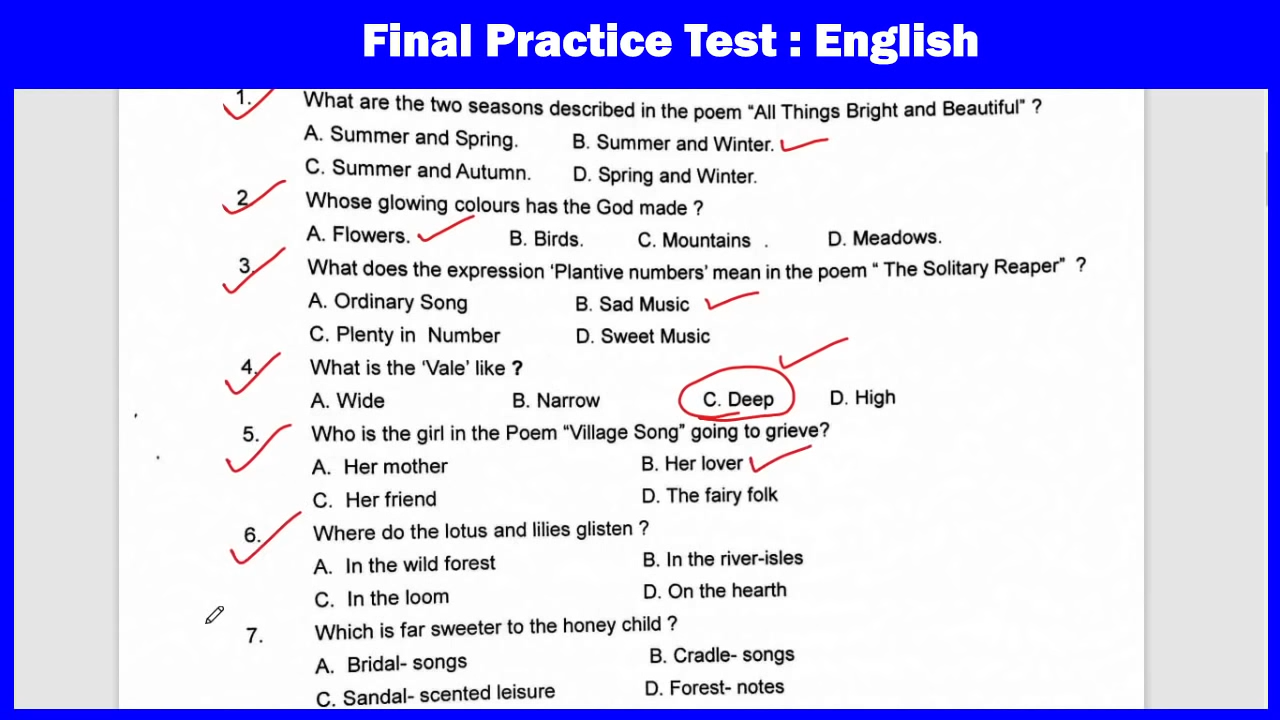 Final Practice Test : English
1. What are the two seasons described in the poem “All Things Bright and Beautiful” ?
A. Summer and Spring. B. Summer and Winter.
C. Summer and Autumn. D. Spring and Winter.
2 Whose glowing colours has the God made ?
A. Flowers. B. Birds. C. Mountains . D. Meadows.
3. What does the expression ‘Plantive numbers’ mean in the poem “ The Solitary Reaper” ?
A. Ordinary Song B. Sad Music
C. Plenty in Number D. Sweet Music
4. What is the ‘Vale’ like ?
A. Wide B. Narrow C. Deep D. High
5. Who is the girl in the Poem “Village Song” going to grieve?
A. Her mother B. Her lover
C. Her friend D. The fairy folk
6. Where do the lotus and lilies glisten ?
A. In the wild forest B. In the river-isles
C. In the loom D. On the hearth
7. Which is far sweeter to the honey child ?
A. Bridal- songs B. Cradle- songs
C. Sandal- scented leisure D. Forest- notes